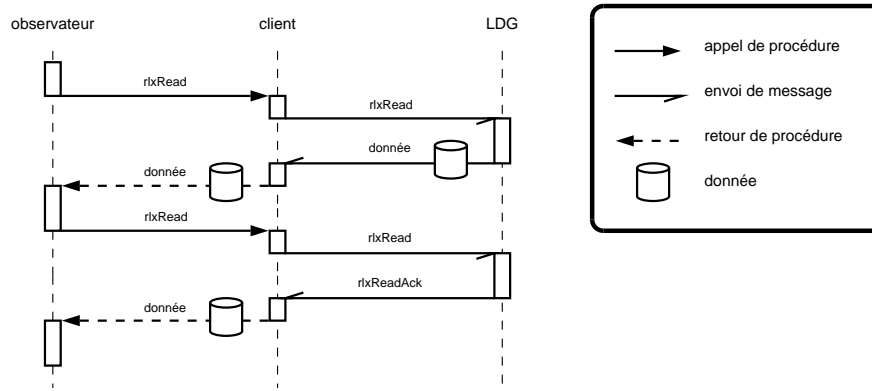 observateur
client
LDG
rlxRead
rlxRead
donnée
donnée
rlxRead
rlxRead
rlxReadAck
donnée
appel de procédure
envoi de message
retour de procédure
donnée